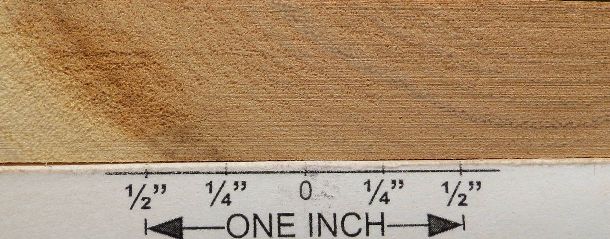 ½” ¼” 0 ¼” ½”
ONE INCH